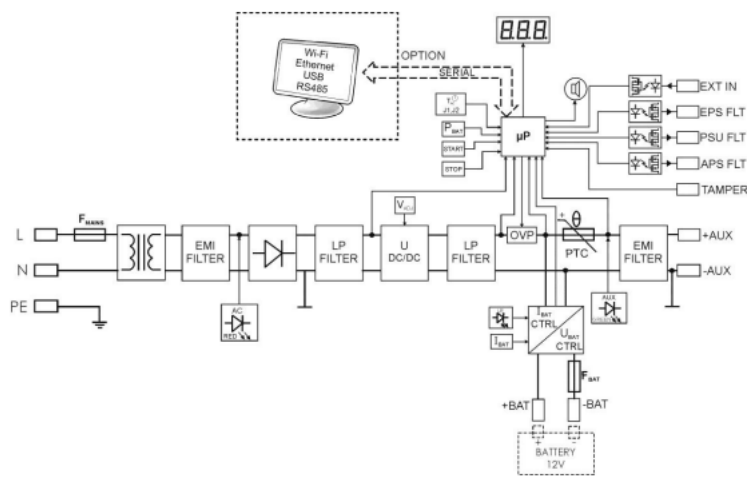 8.8.8.
Wi-Fi
Ethernet
USB
RS485
OPTION
SERIAL
J1,J2
PBAT
START
STOP
µP
EXT IN
EPS FLT
PSU FLT
APS FLT
TAMPER
L
FMAINS
N
PE
EMI
FILTER
LP
FILTER
VADJ
U
DC/DC
LP
FILTER
OVP
+
θ
PTC
EMI
FILTER
+AUX
-AUX
AC
RED
AUX
IBAT
IBAT
CTRL
UBAT
CTRL
FBAT
+BAT
-BAT
+ -
BATTERY
12V